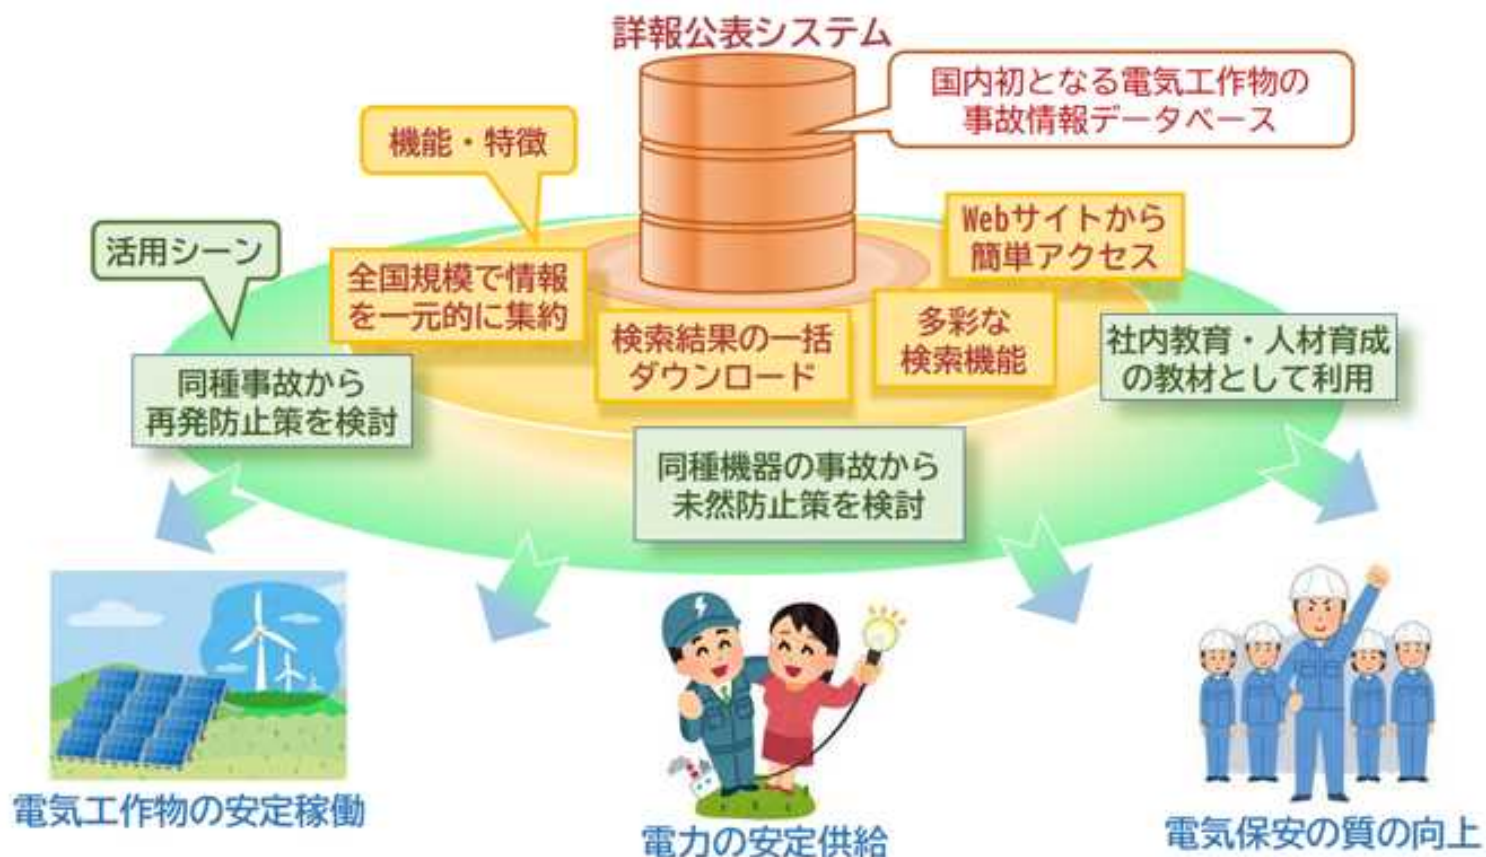 詳報公表システム
国内初となる電気工作物の
事故情報データベース
機能・特徴
活用シーン
全国規模で情報
を一元的に集約
Webサイトから
簡単アクセス
検索結果の一括
ダウンロード
多彩な
検索機能
同種事故から
再発防止策を検討
社内教育・人材育成
の教材として利用
同種機器の事故から
未然防止策を検討
電気工作物の安定稼働
電力の安定供給
電気保安の質の向上